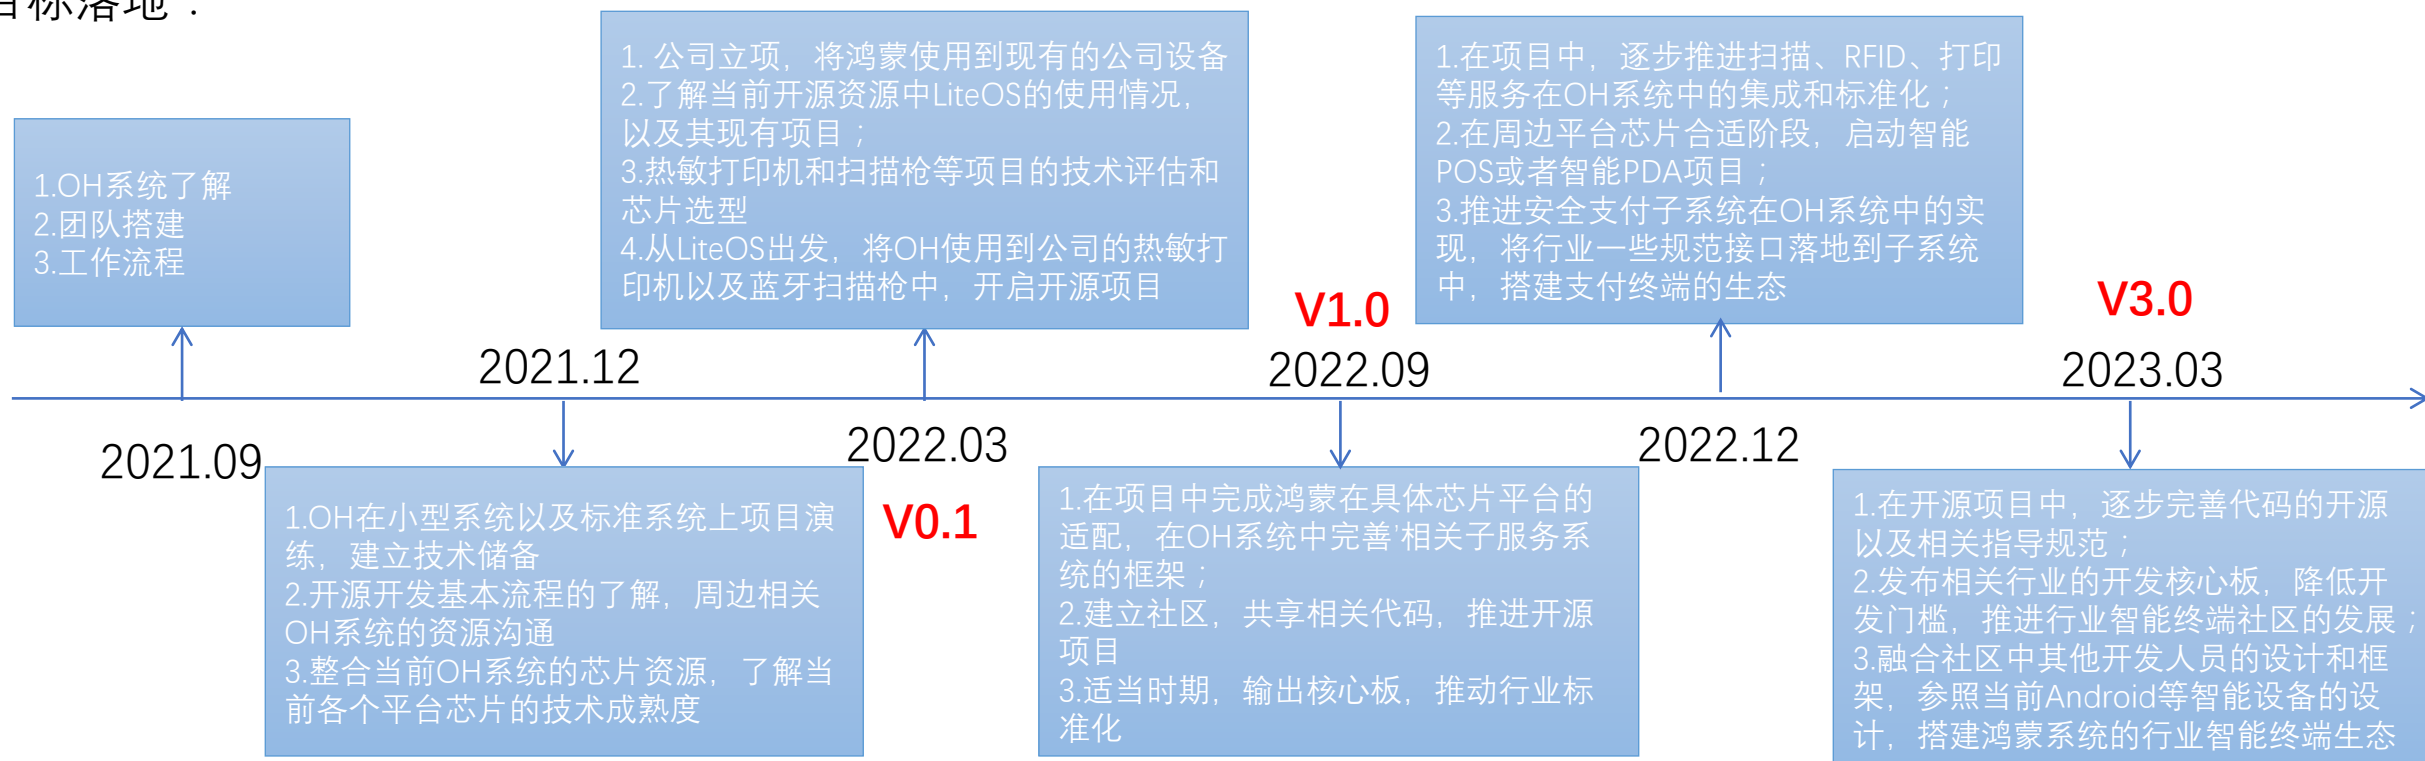 目标落地：
1.OH系统了解
2.团队搭建
3.工作流程
2021.09
2021.12
1.OH在小型系统以及标准系统上项目演
练，建立技术储备
2.开源开发基本流程的了解，周边相关
OH系统的资源沟通
3.整合当前OH系统的芯片资源，了解当
前各个平台芯片的技术成熟度
1. 公司立项，将鸿蒙使用到现有的公司设备
2.了解当前开源资源中LiteOS的使用情况，
以及其现有项目；
3.热敏打印机和扫描枪等项目的技术评估和
芯片选型
4.从LiteOS出发，将OH使用到公司的热敏打
印机以及蓝牙扫描枪中，开启开源项目
2022.03
V0.1
V1.0
2022.09
1.在项目中完成鸿蒙在具体芯片平台的
适配，在OH系统中完善’相关子服务系
统的框架；
2.建立社区，共享相关代码，推进开源
项目
3.适当时期，输出核心板，推动行业标
准化
1.在项目中，逐步推进扫描、RFID、打印
等服务在OH系统中的集成和标准化；
2.在周边平台芯片合适阶段，启动智能
POS或者智能PDA项目；
3.推进安全支付子系统在OH系统中的实
现，将行业一些规范接口落地到子系统
中，搭建支付终端的生态
2022.12
V3.0
2023.03
1.在开源项目中，逐步完善代码的开源
以及相关指导规范；
2.发布相关行业的开发核心板，降低开
发门槛，推进行业智能终端社区的发展；
3.融合社区中其他开发人员的设计和框
架，参照当前Android等智能设备的设
计，搭建鸿蒙系统的行业智能终端生态